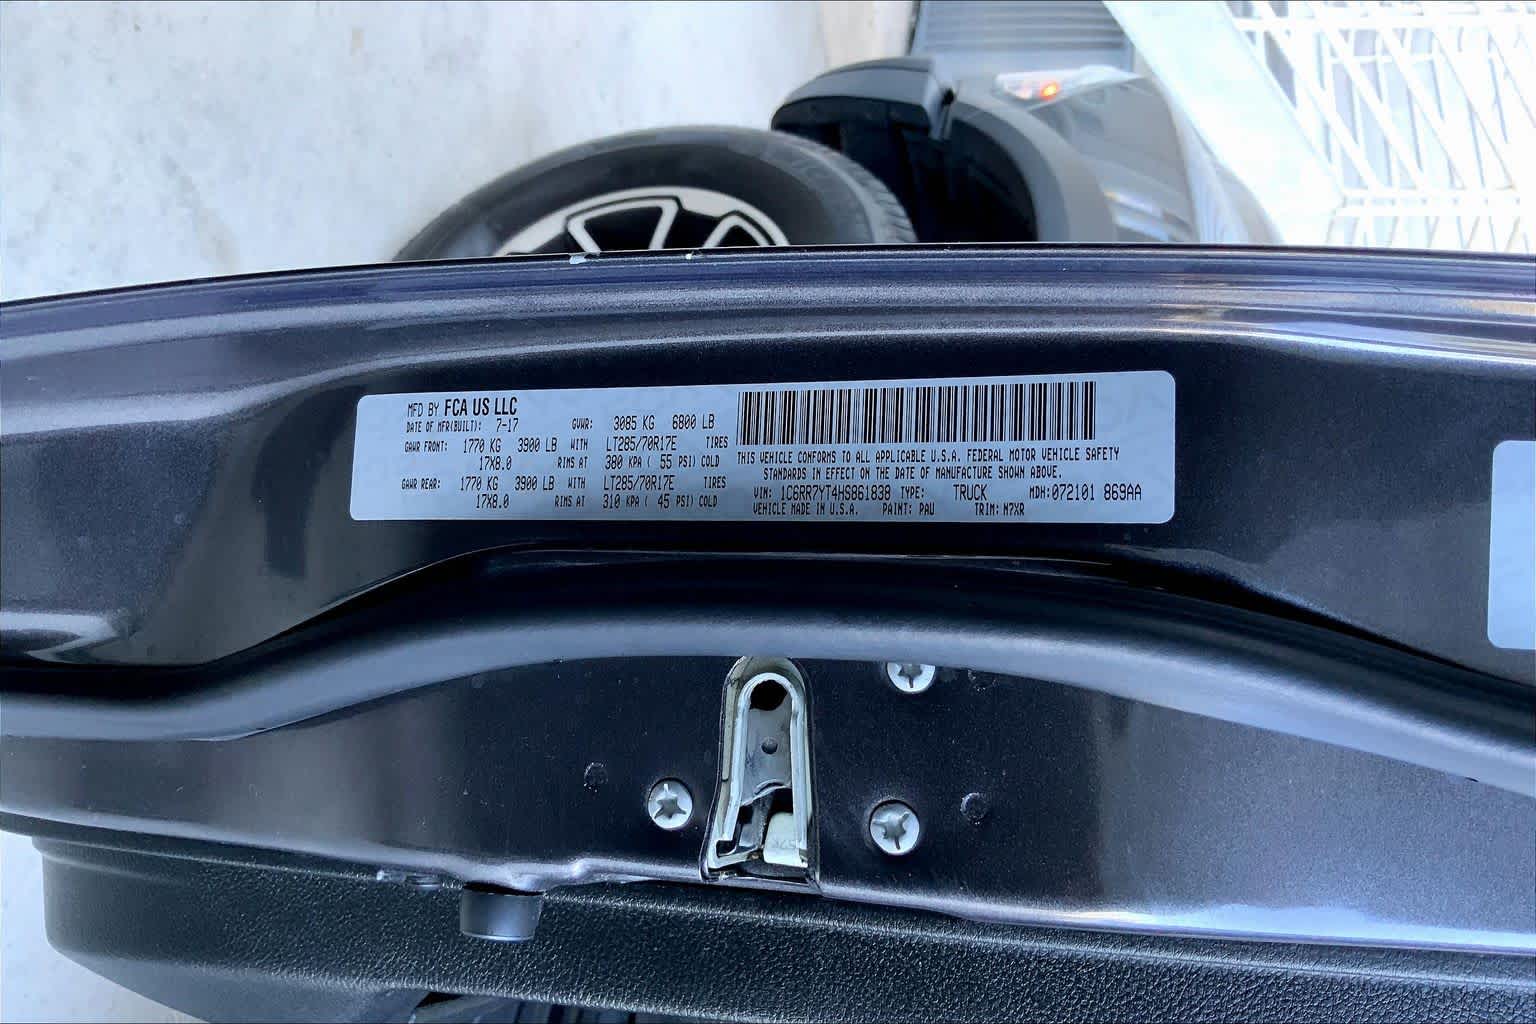 MFD BY FCA US LLC
DATE OF MFR(BUILT): 7-17 GVWR: 3085 KG 6800 LB
GAWR FRONT: 1770 KG 3900 LB WITH LT285/70R17E TIRES
17X8.0 RIMS AT 380 KPA ( 55 PSI) COLD
GAWR REAR: 1770 KG 3900 LB WITH LT285/70R17E TIRES
17X8.0 RIMS AT 310 KPA ( 45 PSI) COLD
THIS VEHICLE CONFORMS TO ALL APPLICABLE U.S.A. FEDERAL MOTOR VEHICLE SAFETY
STANDARDS IN EFFECT ON THE DATE OF MANUFACTURE SHOWN ABOVE.
VIN: 1C6RR7YT4HS861838 TYPE: TRUCK MDH: 072101 869AA
VEHICLE MADE IN U.S.A. PAINT: PAU TRIM: M7XR